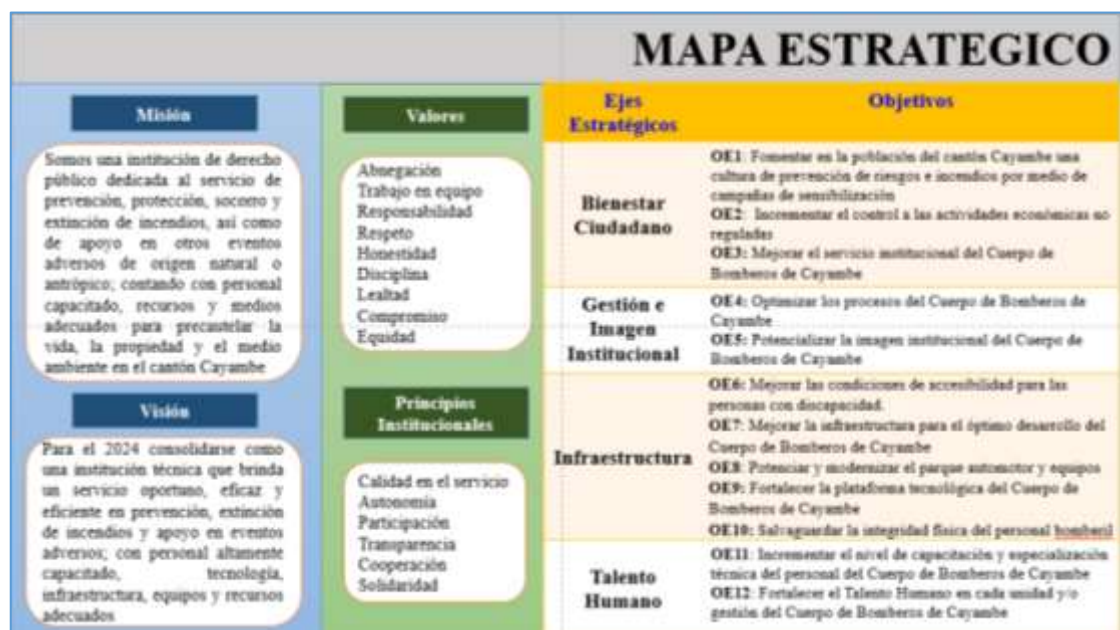 MAPA ESTRATEGICO
Misión
Somos una institución de derecho
público dedicada al servicio de
prevención, protección, socorro y
extinción de incendios, así como
de apoyo en otros eventos
adversos de origen natural o
antrópico; contando con personal
capacitado, recursos y medios
adecuados para precautelar la
vida, la propiedad y el medio
ambiente en el cantón Cayambe
Visión
Para el 2024 consolidarse como
una institución técnica que brinda
un servicio oportuno, eficaz y
eficiente en prevención, extinción
de incendios y apoyo en eventos
adversos; con personal altamente
capacitado, tecnología,
infraestructura, equipos y recursos
adecuados
Valores
Abnegación
Trabajo en equipo
Responsabilidad
Respeto
Honestidad
Disciplina
Lealtad
Compromiso
Equidad
Principios
Institucionales
Calidad en el servicio
Autonomía
Participación
Transparencia
Cooperación
Solidaridad
Ejes
Estratégicos
Objetivos
Bienestar
Ciudadano
OE1: Fomentar en la población del cantón Cayambe una
cultura de prevención de riesgos e incendios por medio de
campañas de sensibilización
OE2: Incrementar el control a las actividades económicas no
reguladas
OE3: Mejorar el servicio institucional del Cuerpo de
Bomberos de Cayambe
Gestión e
Imagen
Institucional
OE4: Optimizar los procesos del Cuerpo de Bomberos de
Cayambe
OE5: Potencializar la imagen institucional del Cuerpo de
Bomberos de Cayambe
Infraestructura
OE6: Mejorar las condiciones de accesibilidad para las
personas con discapacidad.
OE7: Mejorar la infraestructura para el óptimo desarrollo del
Cuerpo de Bomberos de Cayambe
OE8: Potenciar y modernizar el parque automotor y equipos
OE9: Fortalecer la plataforma tecnológica del Cuerpo de
Bomberos de Cayambe
OE10: Salvaguardar la integridad física del personal bomberil
Talento
Humano
OE11: Incrementar el nivel de capacitación y especialización
técnica del personal del Cuerpo de Bomberos de Cayambe
OE12: Fortalecer el Talento Humano en cada unidad y/o
gestión del Cuerpo de Bomberos de Cayambe